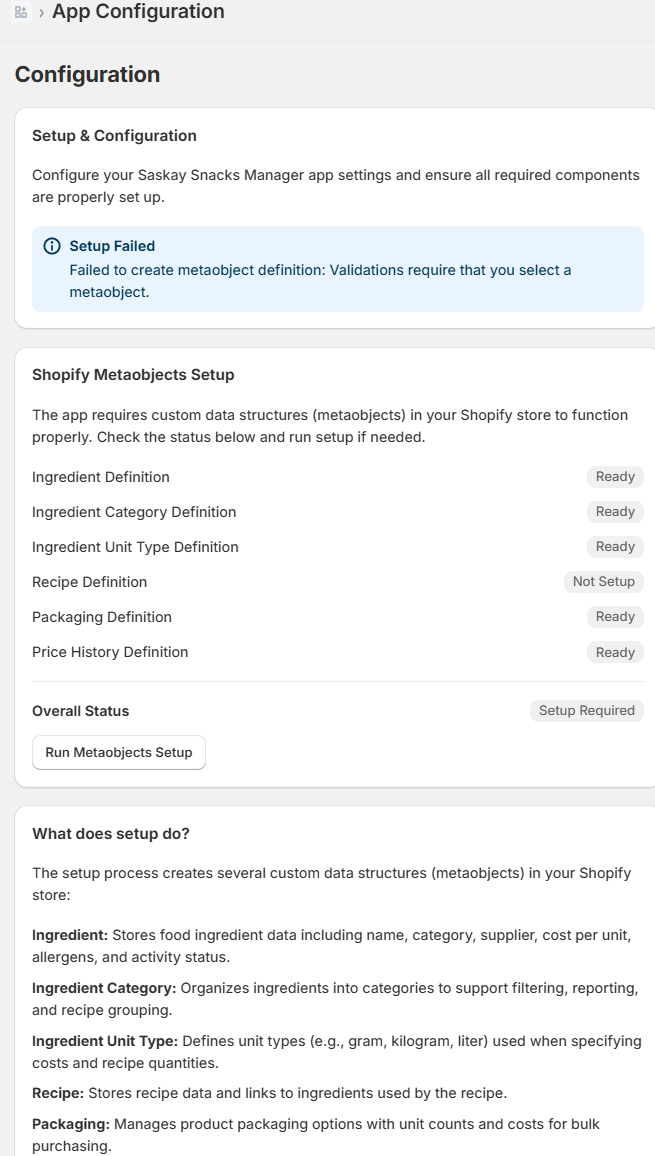 App Configuration
Configuration
Setup & Configuration
Configure your Saskay Snacks Manager app settings and ensure all required components
are properly set up.
Setup Failed
Failed to create metaobject definition: Validations require that you select a
metaobject.
Shopify Metaobjects Setup
The app requires custom data structures (metaobjects) in your Shopify store to function
properly. Check the status below and run setup if needed.
Ingredient Definition Ready
Ingredient Category Definition Ready
Ingredient Unit Type Definition Ready
Recipe Definition Not Setup
Packaging Definition Ready
Price History Definition Ready
Overall Status Setup Required
Run Metaobjects Setup
What does setup do?
The setup process creates several custom data structures (metaobjects) in your Shopify
store:
Ingredient: Stores food ingredient data including name, category, supplier, cost per unit,
allergens, and activity status.
Ingredient Category: Organizes ingredients into categories to support filtering, reporting,
and recipe grouping.
Ingredient Unit Type: Defines unit types (e.g., gram, kilogram, liter) used when specifying
costs and recipe quantities.
Recipe: Stores recipe data and links to ingredients used by the recipe.
Packaging: Manages product packaging options with unit counts and costs for bulk
purchasing.